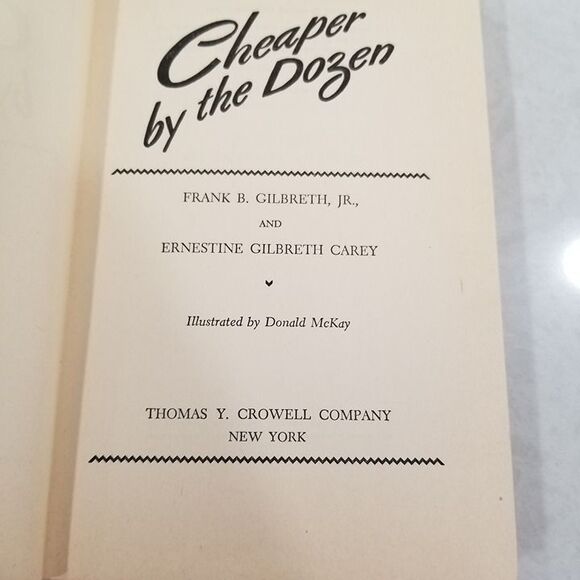 Cheaper
by the Dozen
FRANK B. GILBRETH, JR.,
AND
ERNESTINE GILBRETH CAREY
Illustrated by Donald McKay
THOMAS Y. CROWELL COMPANY
NEW YORK